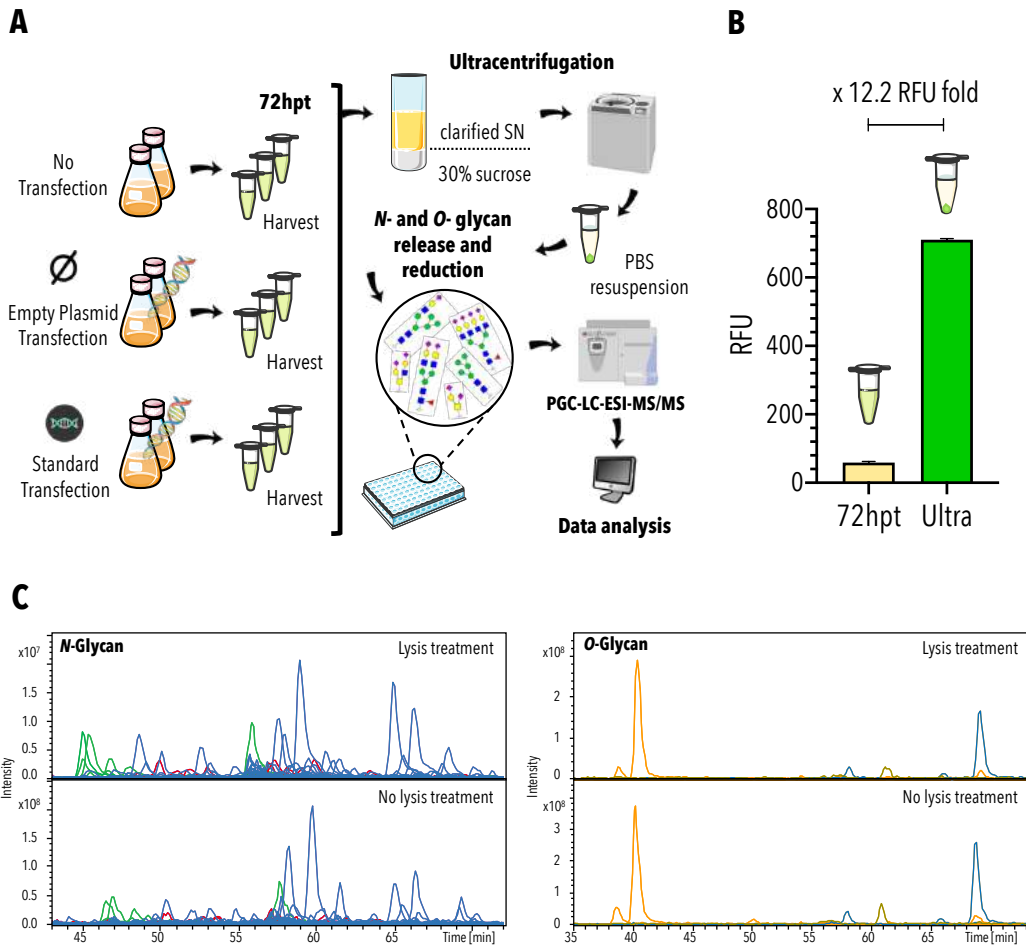 A
No
Transfection
Empty Plasmid
Transfection
Standard
Transfection
72hpt
Harvest
Harvest
Harvest
Ultracentrifugation
clarified SN
30% sucrose
N- and O- glycan
release and
reduction
PBS
resuspension
PGC-LC-ESI-MS/MS
Data analysis
B
x 12.2 RFU fold
RFU
800
600
400
200
0
72hpt
Ultra
C
N-Glycan
Lysis treatment
x10⁷
1.5
1.0
0.5
0.0
Intensity
No lysis treatment
x10⁸
1.5
1.0
0.5
0.0
45
50
55
60
65
Time [min]
O-Glycan
Lysis treatment
x10⁸
2
1
0
Intensity
No lysis treatment
x10⁸
3
2
1
0
35
40
45
50
55
60
65
Time [min]